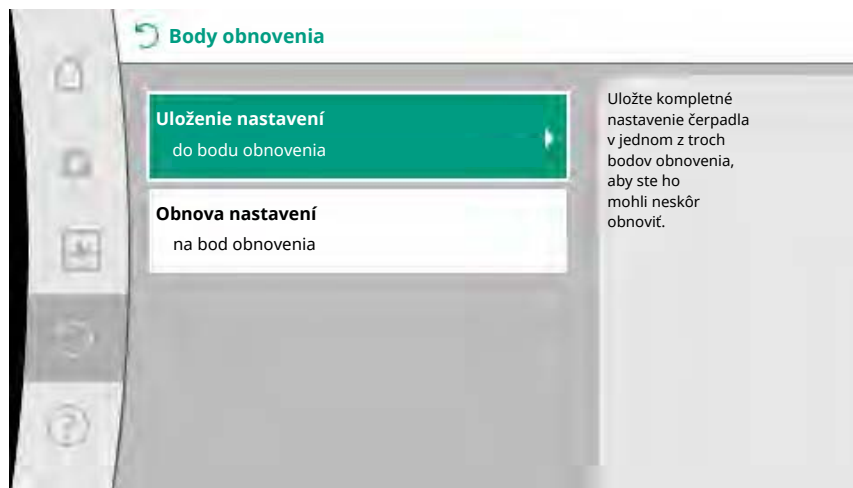 Body obnovenia
Uloženie nastavení
do bodu obnovenia
Obnova nastavení
na bod obnovenia
Uložte kompletné
nastavenie čerpadla
v jednom z troch
bodov obnovenia,
aby ste ho
mohli neskôr
obnoviť.